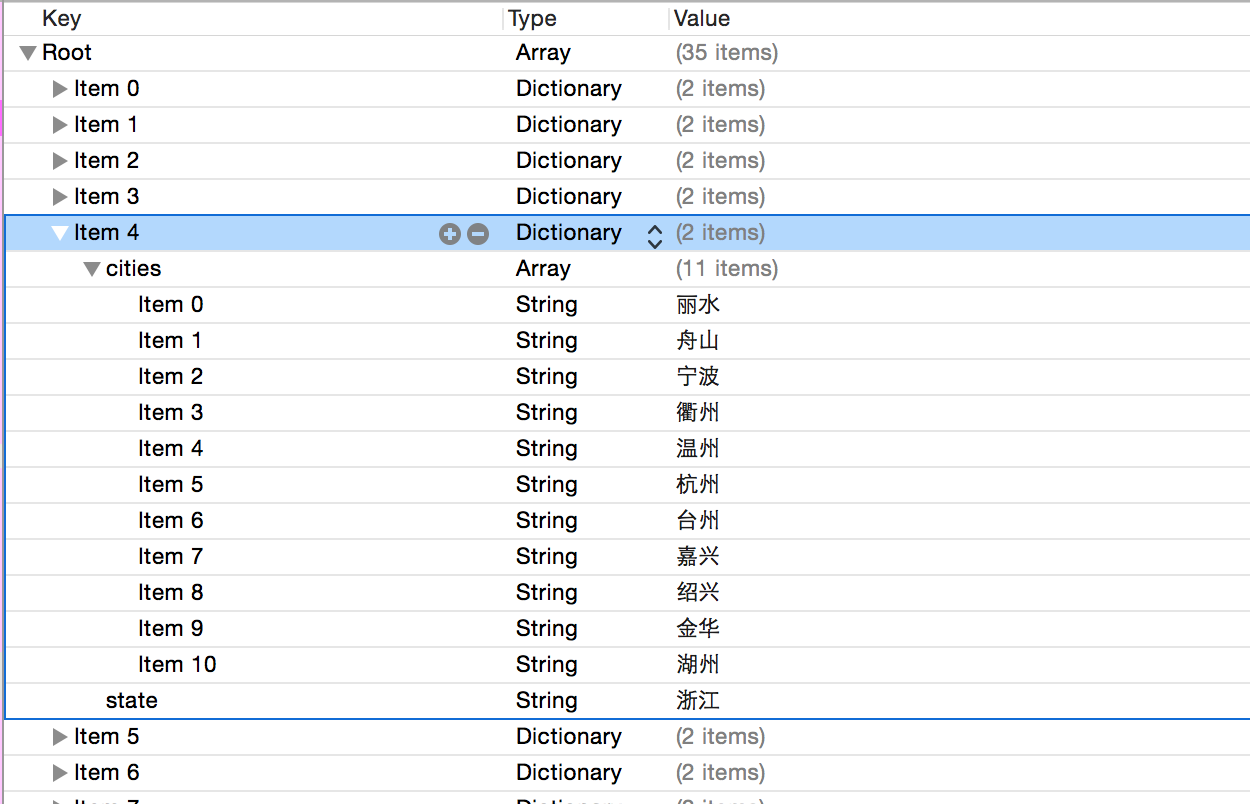 Key Type Value
Root Array (35 items)
Item 0 Dictionary (2 items)
Item 1 Dictionary (2 items)
Item 2 Dictionary (2 items)
Item 3 Dictionary (2 items)
Item 4 Dictionary (2 items)
cities Array (11 items)
Item 0 String 丽水
Item 1 String 舟山
Item 2 String 宁波
Item 3 String 衢州
Item 4 String 温州
Item 5 String 杭州
Item 6 String 台州
Item 7 String 嘉兴
Item 8 String 绍兴
Item 9 String 金华
Item 10 String 湖州
state String 浙江
Item 5 Dictionary (2 items)
Item 6 Dictionary (2 items)